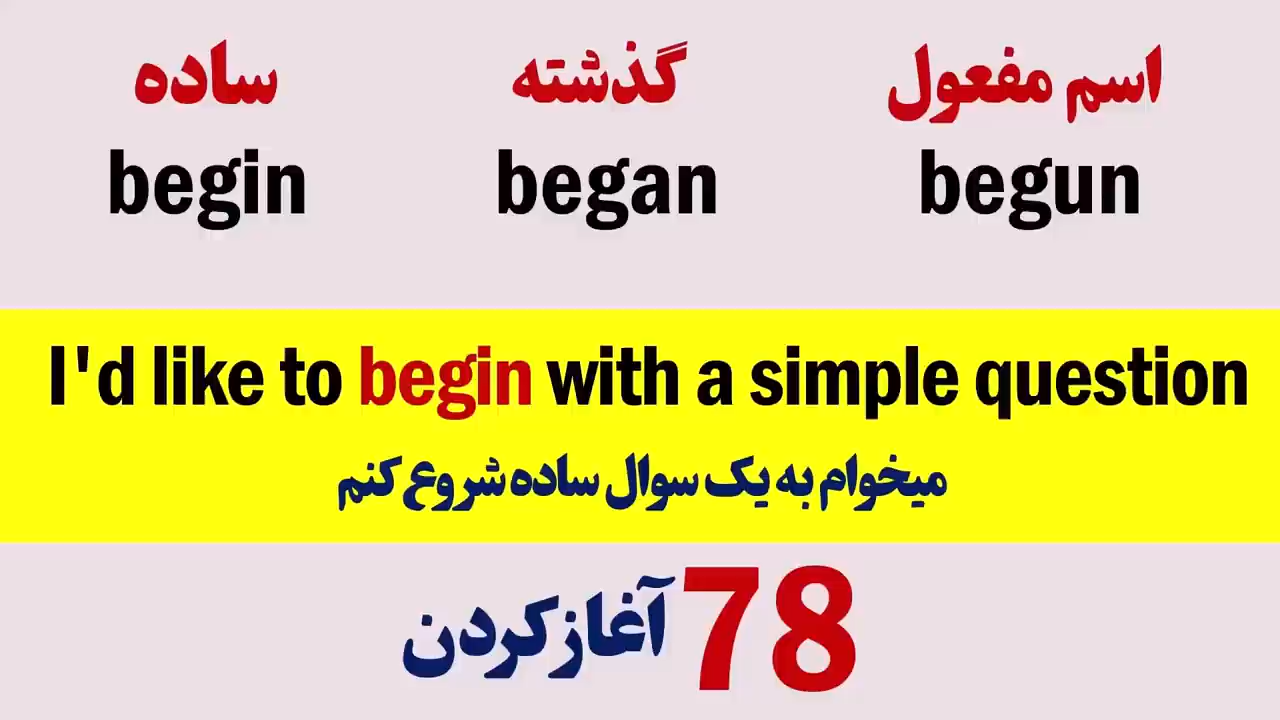 ساده گذشته اسم مفعول
begin began begun
I'd like to begin with a simple question
میخوام به یک سوال ساده شروع کنم
78 آغاز کردن